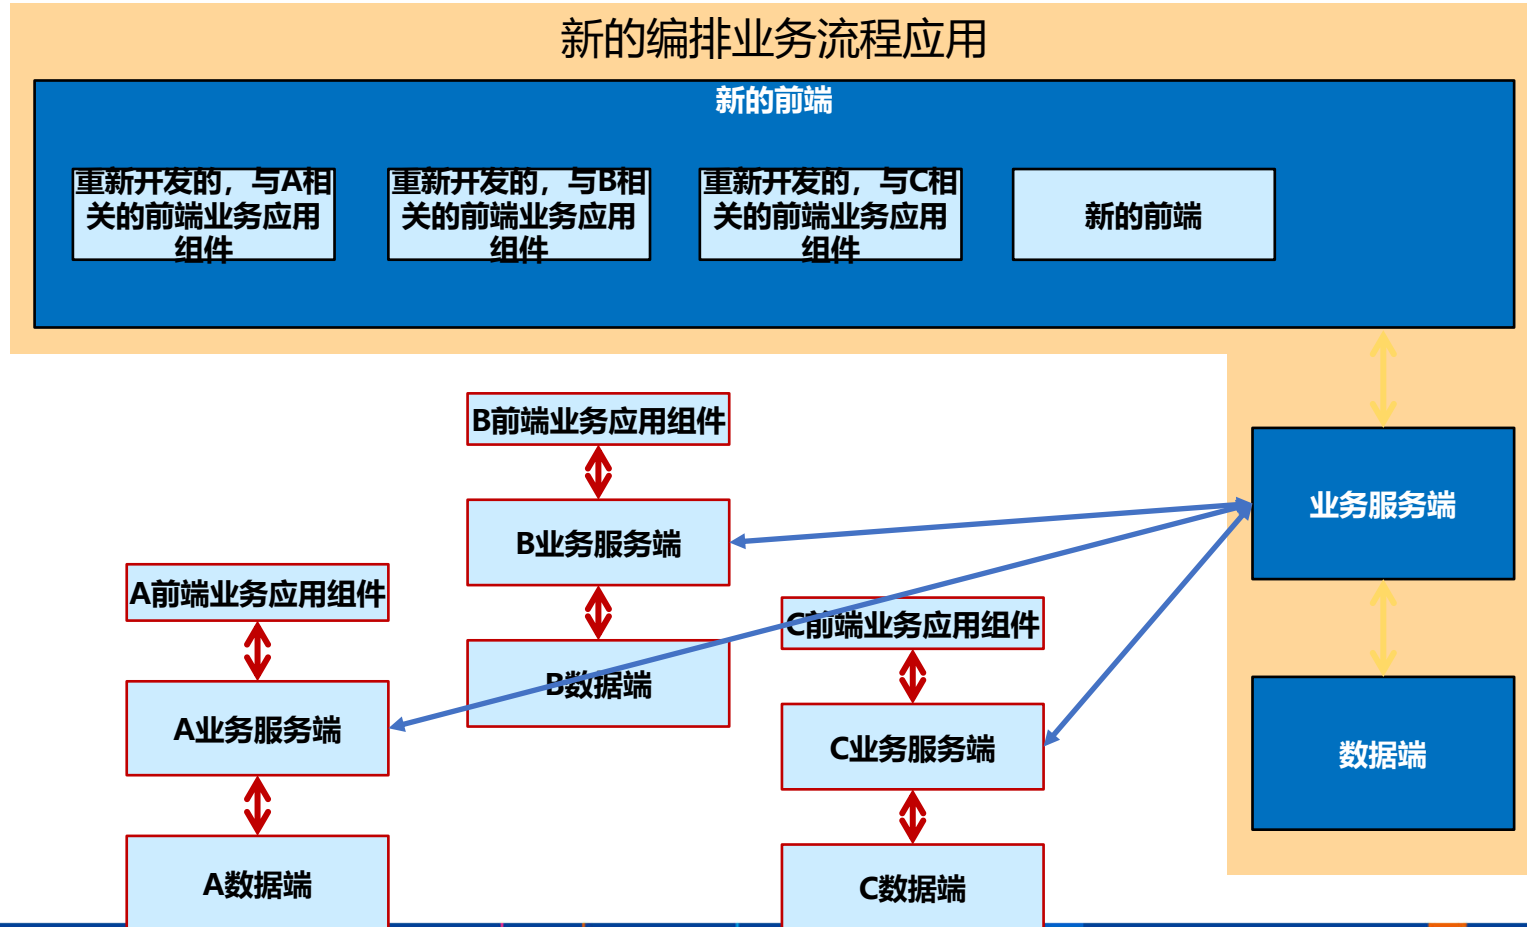 新的编排业务流程应用
新的前端
重新开发的，与A相
关的前端业务应用
组件
重新开发的，与B相
关的前端业务应用
组件
重新开发的，与C相
关的前端业务应用
组件
新的前端
B前端业务应用组件
B业务服务端
B数据端
A前端业务应用组件
A业务服务端
A数据端
C前端业务应用组件
C业务服务端
C数据端
业务服务端
数据端